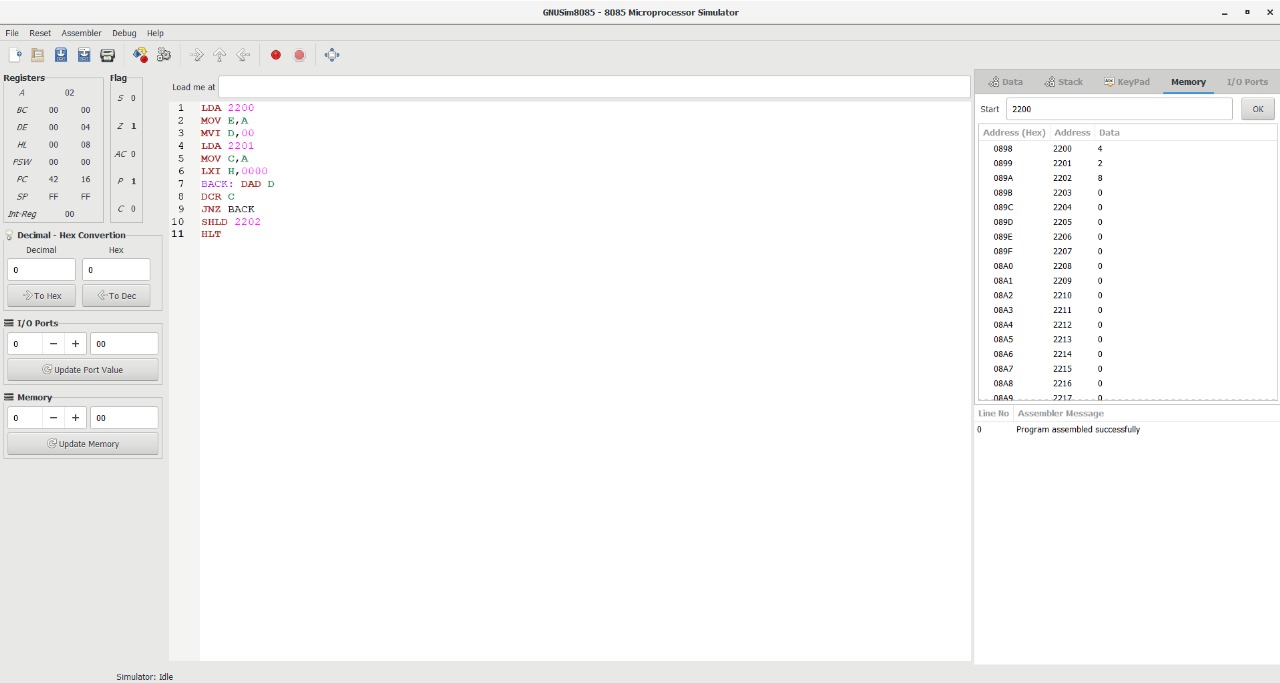 GNUSim8085 - 8085 Microprocessor Simulator
File Reset Assembler Debug Help
Registers
A 02
BC 00 00
DE 00 04
HL 00 08
PSW 00 00
PC 42 16
SP FF FF
Int-Reg 00
Flag
S 0
Z 1
AC 0
P 1
C 0
Decimal - Hex Convertion
Decimal Hex
0 0
To Hex To Dec
I/O Ports
0 − + 00
Update Port Value
Memory
0 − + 00
Update Memory
Load me at
1 LDA 2200
2 MOV E,A
3 MVI D,00
4 LDA 2201
5 MOV C,A
6 LXI H,0000
7 BACK: DAD D
8 DCR C
9 JNZ BACK
10 SHLD 2202
11 HLT
Data Stack KeyPad Memory I/O Ports
Start 2200 OK
Address (Hex) Address Data
0898 2200 4
0899 2201 2
089A 2202 8
089B 2203 0
089C 2204 0
089D 2205 0
089E 2206 0
089F 2207 0
08A0 2208 0
08A1 2209 0
08A2 2210 0
08A3 2211 0
08A4 2212 0
08A5 2213 0
08A6 2214 0
08A7 2215 0
08A8 2216 0
08A9 2217 0
Line No Assembler Message
0 Program assembled successfully
Simulator: Idle